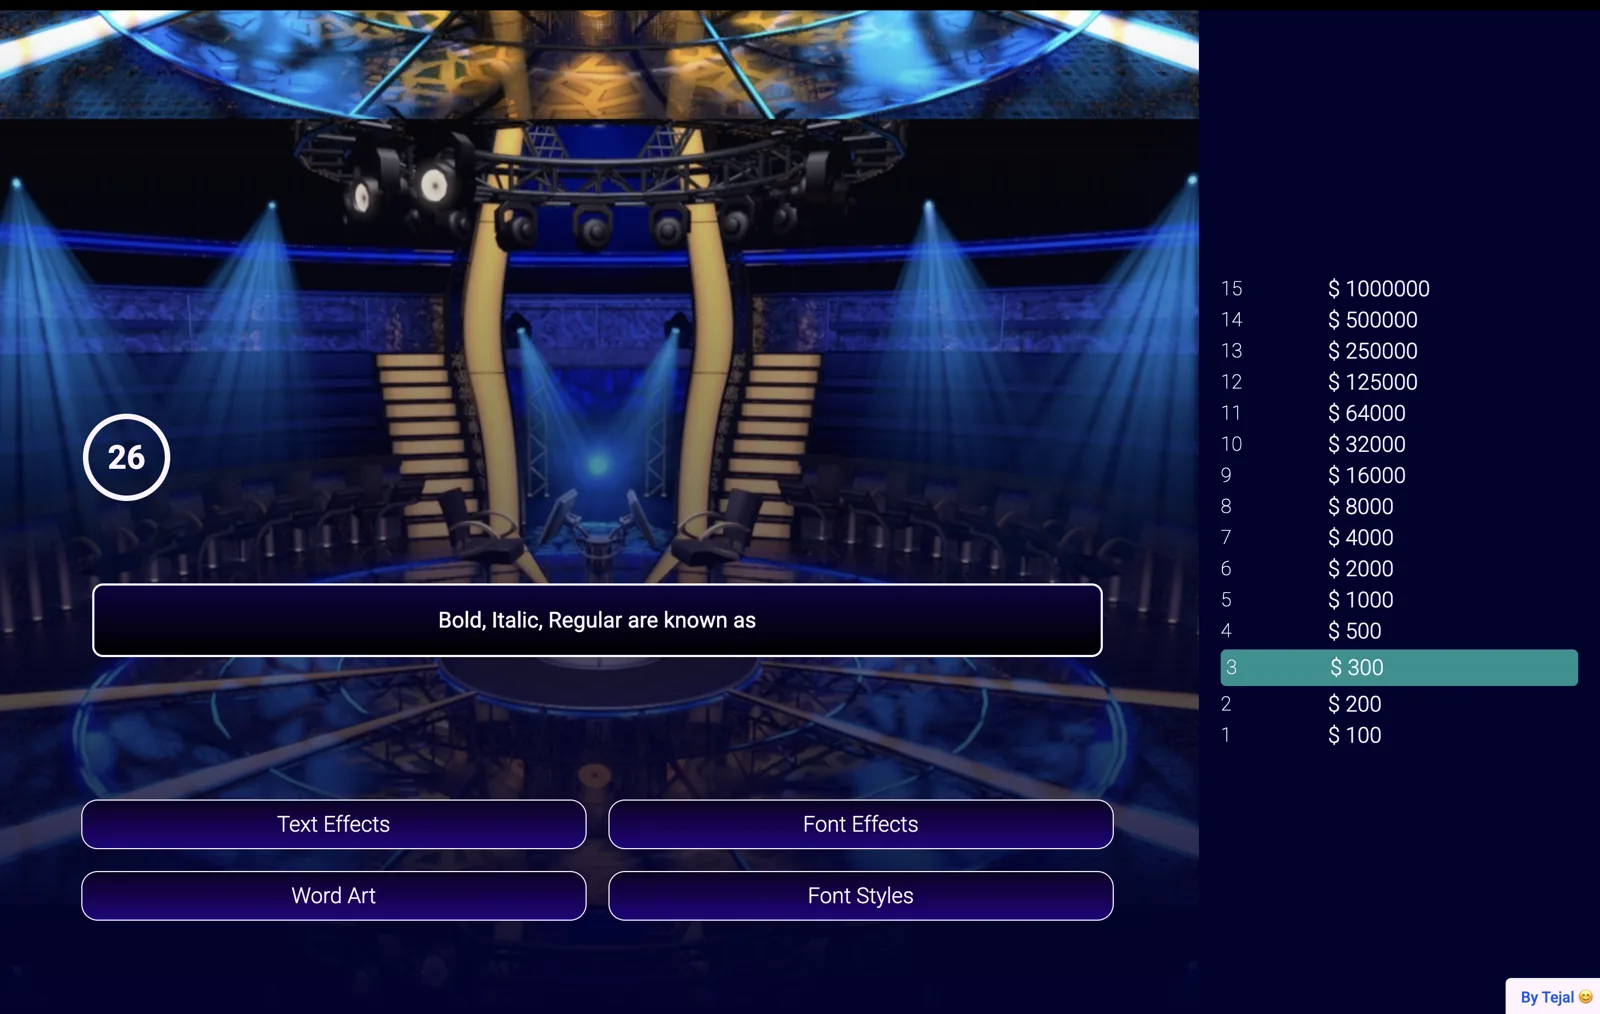 26
Bold, Italic, Regular are known as
Text Effects
Font Effects
Word Art
Font Styles
15 $ 1000000
14 $ 500000
13 $ 250000
12 $ 125000
11 $ 64000
10 $ 32000
9 $ 16000
8 $ 8000
7 $ 4000
6 $ 2000
5 $ 1000
4 $ 500
3 $ 300
2 $ 200
1 $ 100
By Tejal 😊